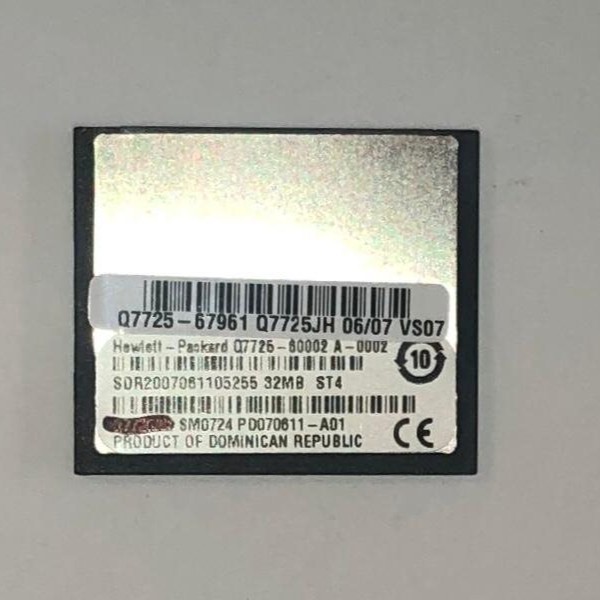 Q7725-67961 Q7725JH 06/07 VS07
Hewlett-Packard Q7725-60002 A-0002
10
SDR2007061105255 32MB ST4
SM0724 PD070611-A01
PRODUCT OF DOMINICAN REPUBLIC
CE